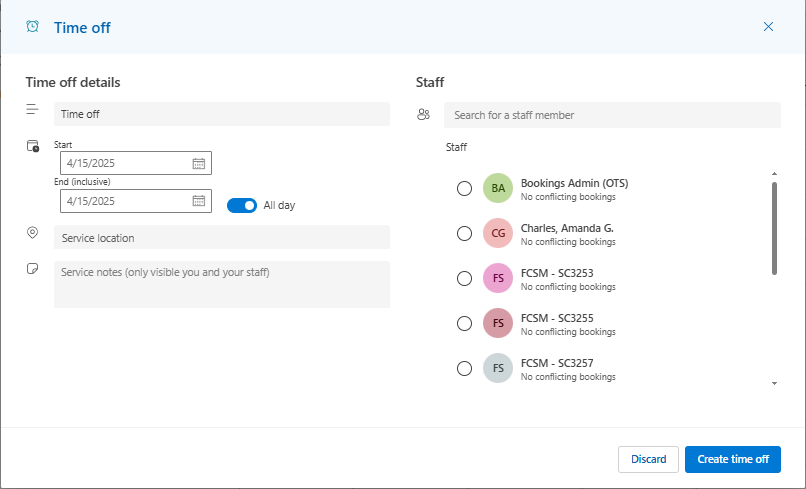 Time off
Time off details
Time off
Start
4/15/2025
End (inclusive)
4/15/2025
All day
Service location
Service notes (only visible you and your staff)
Staff
Search for a staff member
Staff
BA
Bookings Admin (OTS)
No conflicting bookings
CG
Charles, Amanda G.
No conflicting bookings
FS
FCSM - SC3253
No conflicting bookings
FS
FCSM - SC3255
No conflicting bookings
FS
FCSM - SC3257
No conflicting bookings
Discard
Create time off